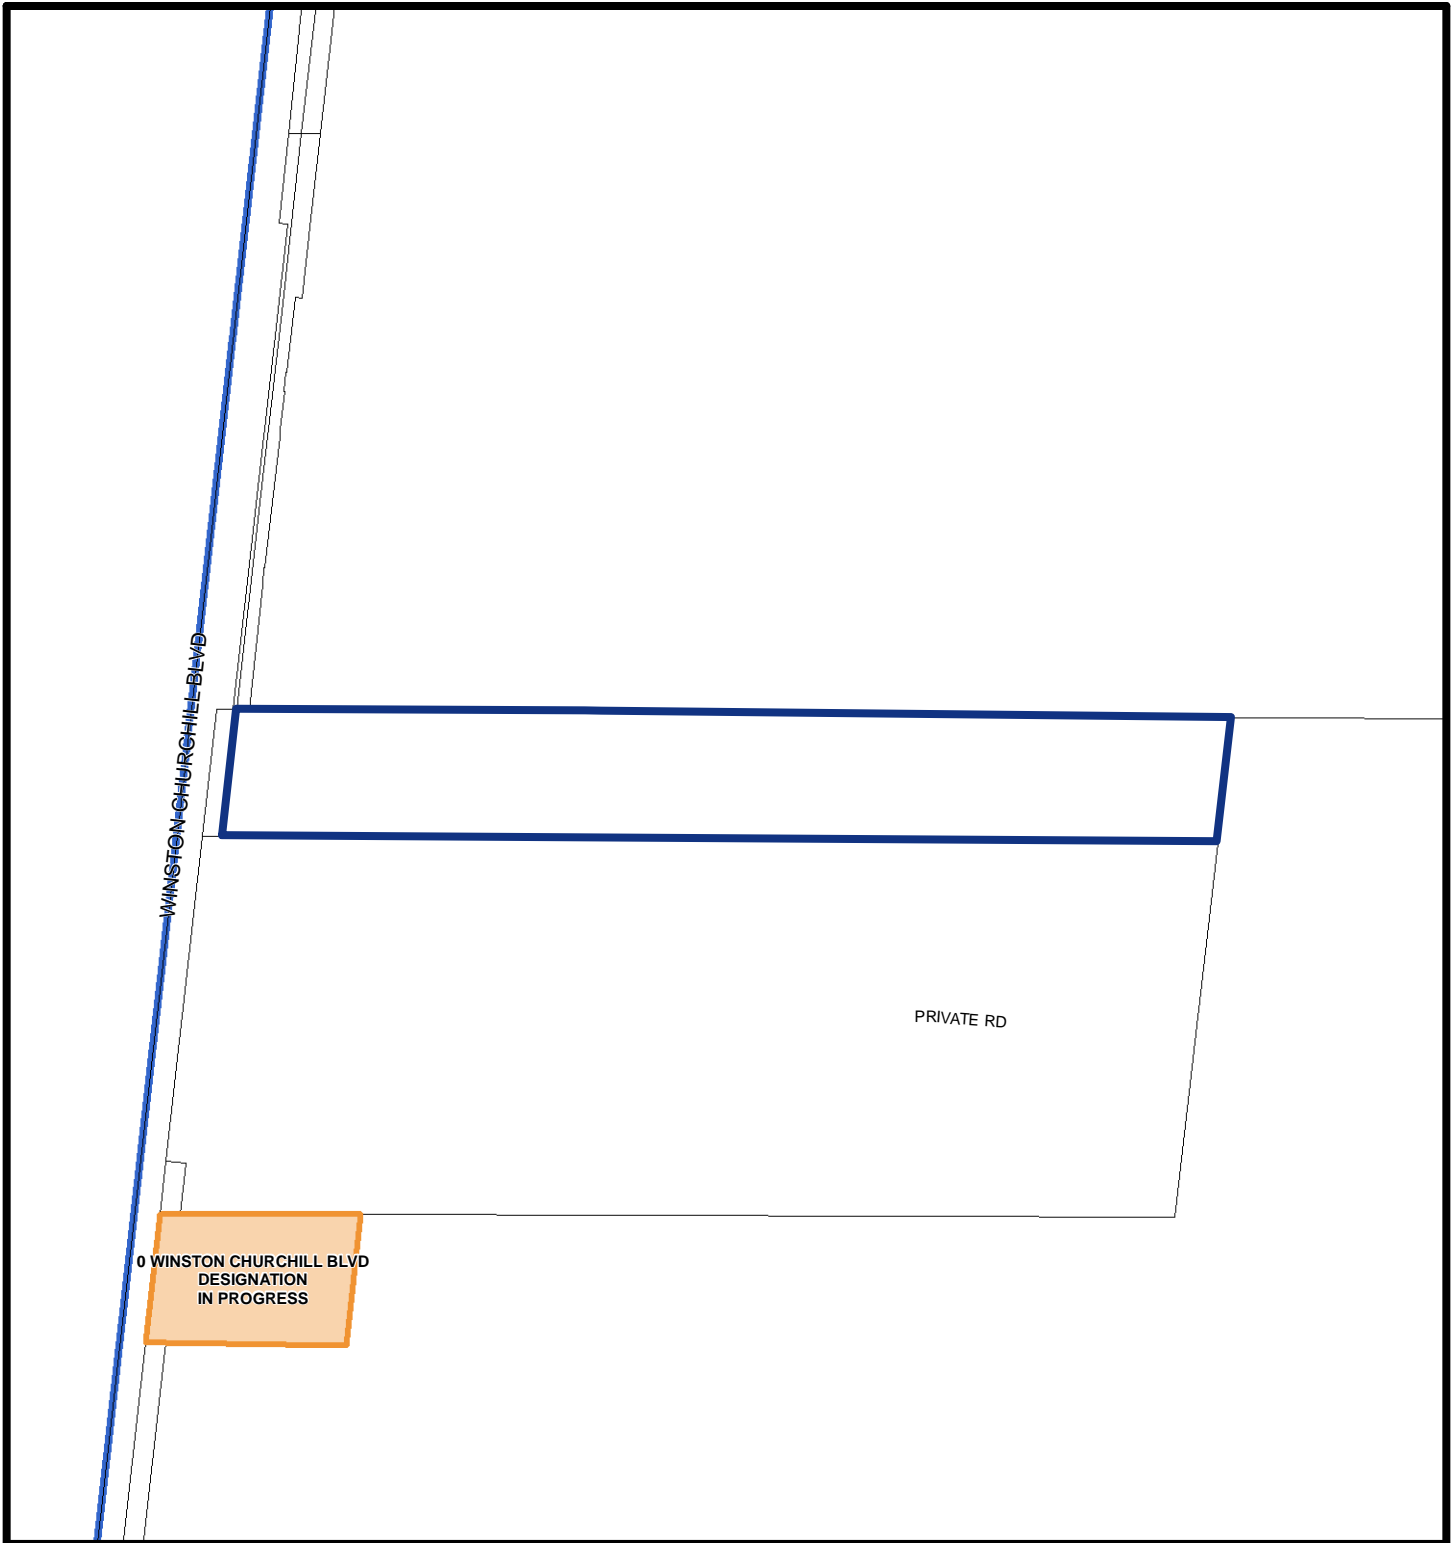 WINSTON CHURCHILL BLVD
PRIVATE RD
0 WINSTON CHURCHILL BLVD
DESIGNATION
IN PROGRESS